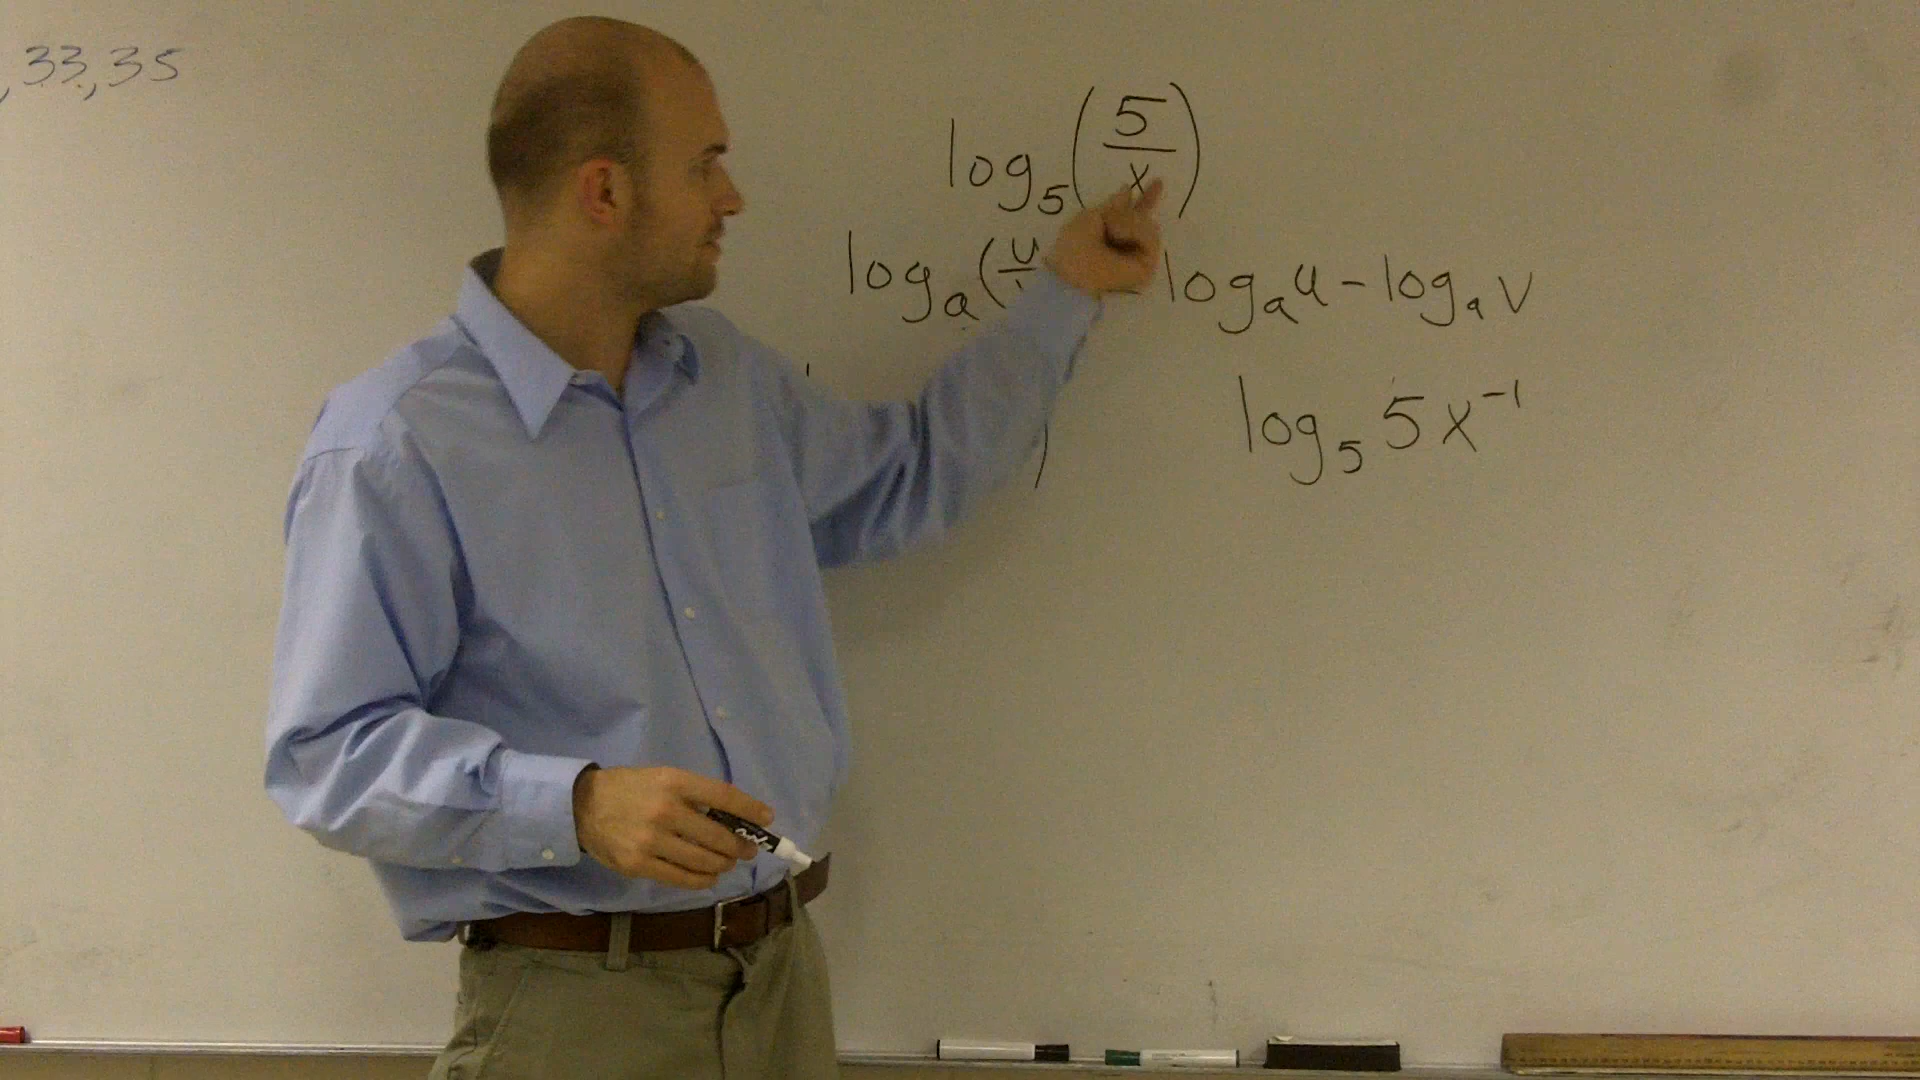 , 33, 35
log₅(5/x)
logₐ(u = logₐu - logₐv
log₅ 5x⁻¹